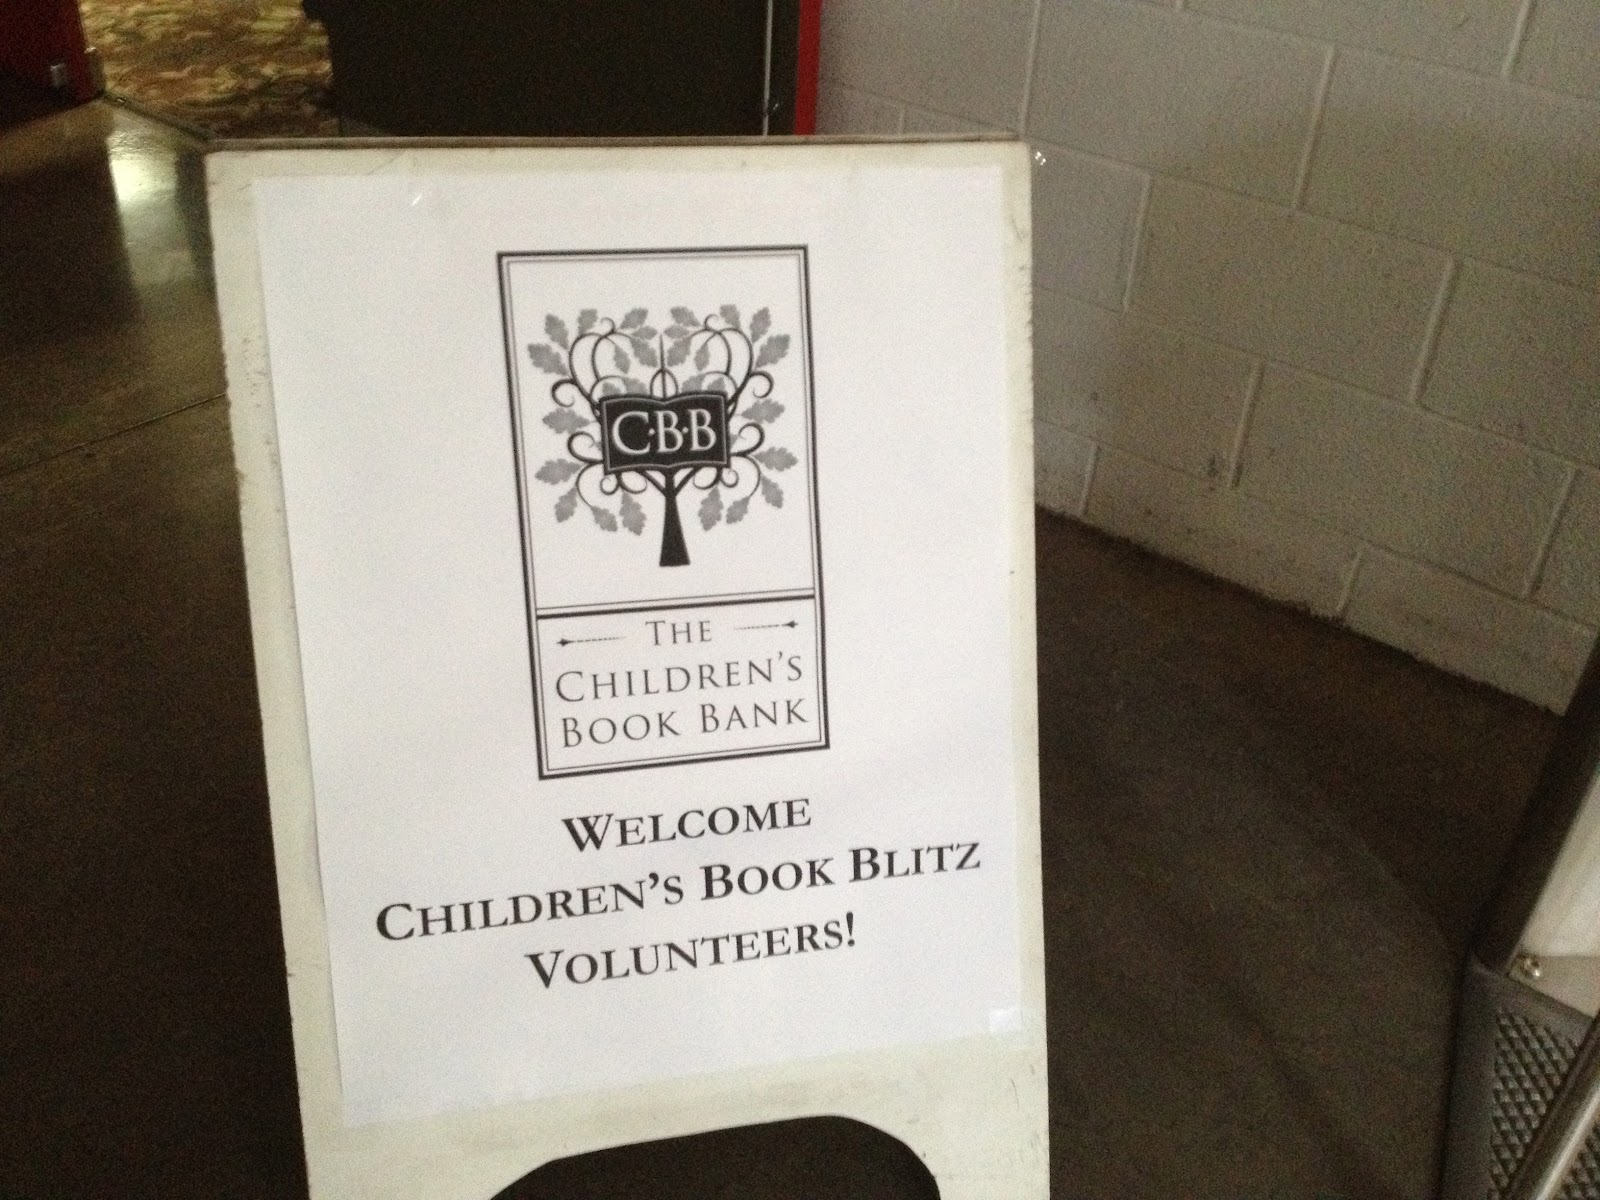 C·B·B
THE
CHILDREN'S
BOOK BANK
WELCOME
CHILDREN'S BOOK BLITZ
VOLUNTEERS!